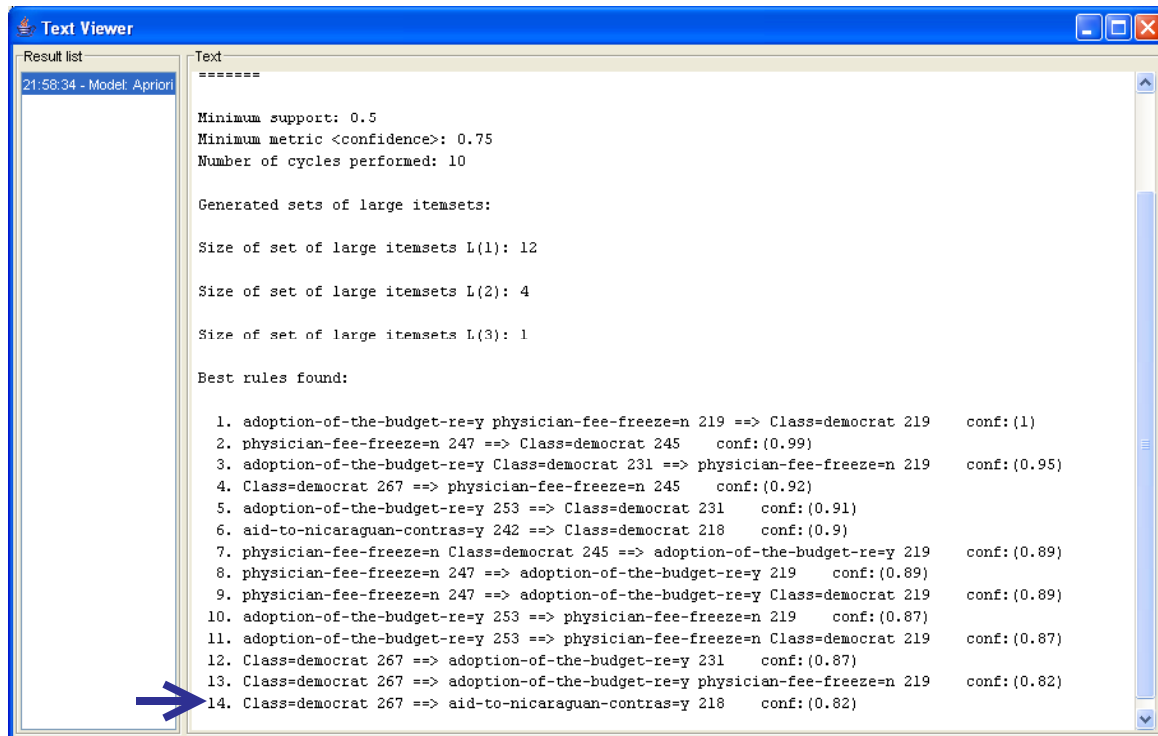 Text Viewer
Result list
21:58:34 - Model: Apriori
Text
=======
Minimum support: 0.5
Minimum metric <confidence>: 0.75
Number of cycles performed: 10
Generated sets of large itemsets:
Size of set of large itemsets L(1): 12
Size of set of large itemsets L(2): 4
Size of set of large itemsets L(3): 1
Best rules found:
1. adoption-of-the-budget-re=y physician-fee-freeze=n 219 ==> Class=democrat 219 conf:(1)
2. physician-fee-freeze=n 247 ==> Class=democrat 245 conf:(0.99)
3. adoption-of-the-budget-re=y Class=democrat 231 ==> physician-fee-freeze=n 219 conf:(0.95)
4. Class=democrat 267 ==> physician-fee-freeze=n 245 conf:(0.92)
5. adoption-of-the-budget-re=y 253 ==> Class=democrat 231 conf:(0.91)
6. aid-to-nicaraguan-contras=y 242 ==> Class=democrat 218 conf:(0.9)
7. physician-fee-freeze=n Class=democrat 245 ==> adoption-of-the-budget-re=y 219 conf:(0.89)
8. physician-fee-freeze=n 247 ==> adoption-of-the-budget-re=y 219 conf:(0.89)
9. physician-fee-freeze=n 247 ==> adoption-of-the-budget-re=y Class=democrat 219 conf:(0.89)
10. adoption-of-the-budget-re=y 253 ==> physician-fee-freeze=n 219 conf:(0.87)
11. adoption-of-the-budget-re=y 253 ==> physician-fee-freeze=n Class=democrat 219 conf:(0.87)
12. Class=democrat 267 ==> adoption-of-the-budget-re=y 231 conf:(0.87)
13. Class=democrat 267 ==> adoption-of-the-budget-re=y physician-fee-freeze=n 219 conf:(0.82)
14. Class=democrat 267 ==> aid-to-nicaraguan-contras=y 218 conf:(0.82)